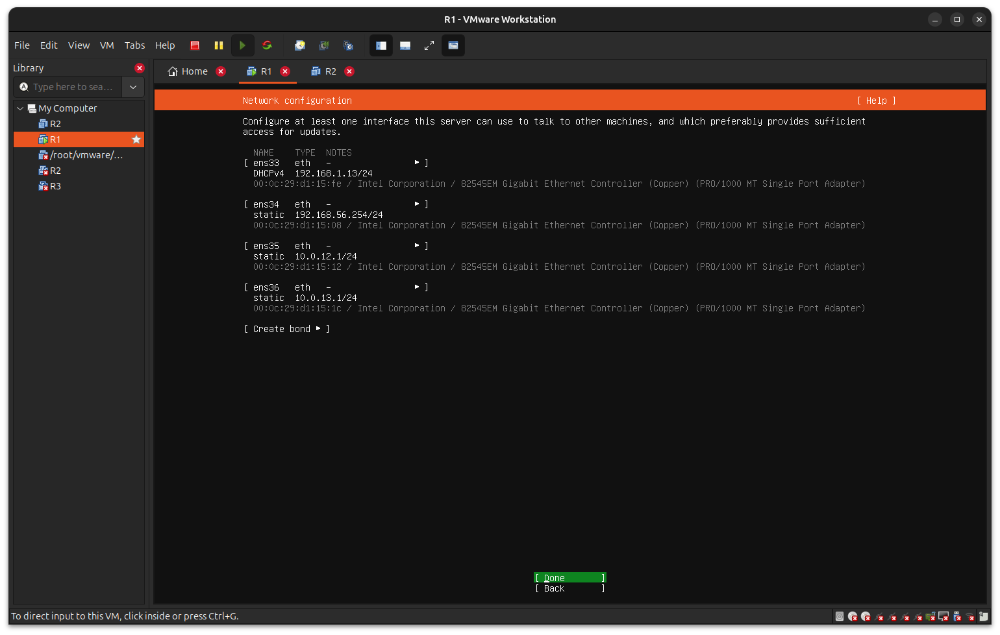 R1 - VMware Workstation
File Edit View VM Tabs Help
Library
Home R1 R2
Type here to sea...
My Computer
R2
R1
/root/vmware/...
R2
R3
Network configuration [ Help ]
Configure at least one interface this server can use to talk to other machines, and which preferably provides sufficient
access for updates.
NAME TYPE NOTES
[ ens33 eth - ▸ ]
DHCPv4 192.168.1.13/24
00:0c:29:d1:15:fe / Intel Corporation / 82545EM Gigabit Ethernet Controller (Copper) (PRO/1000 MT Single Port Adapter)
[ ens34 eth - ▸ ]
static 192.168.56.254/24
00:0c:29:d1:15:08 / Intel Corporation / 82545EM Gigabit Ethernet Controller (Copper) (PRO/1000 MT Single Port Adapter)
[ ens35 eth - ▸ ]
static 10.0.12.1/24
00:0c:29:d1:15:12 / Intel Corporation / 82545EM Gigabit Ethernet Controller (Copper) (PRO/1000 MT Single Port Adapter)
[ ens36 eth - ▸ ]
static 10.0.13.1/24
00:0c:29:d1:15:1c / Intel Corporation / 82545EM Gigabit Ethernet Controller (Copper) (PRO/1000 MT Single Port Adapter)
[ Create bond ▸ ]
[ Done ]
[ Back ]
To direct input to this VM, click inside or press Ctrl+G.